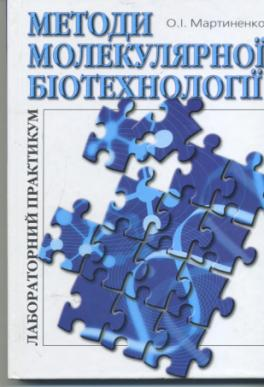 О.І. Мартиненко
МЕТОДИ
МОЛЕКУЛЯРНОЇ
БІОТЕХНОЛОГІЇ
ЛАБОРАТОРНИЙ ПРАКТИКУМ